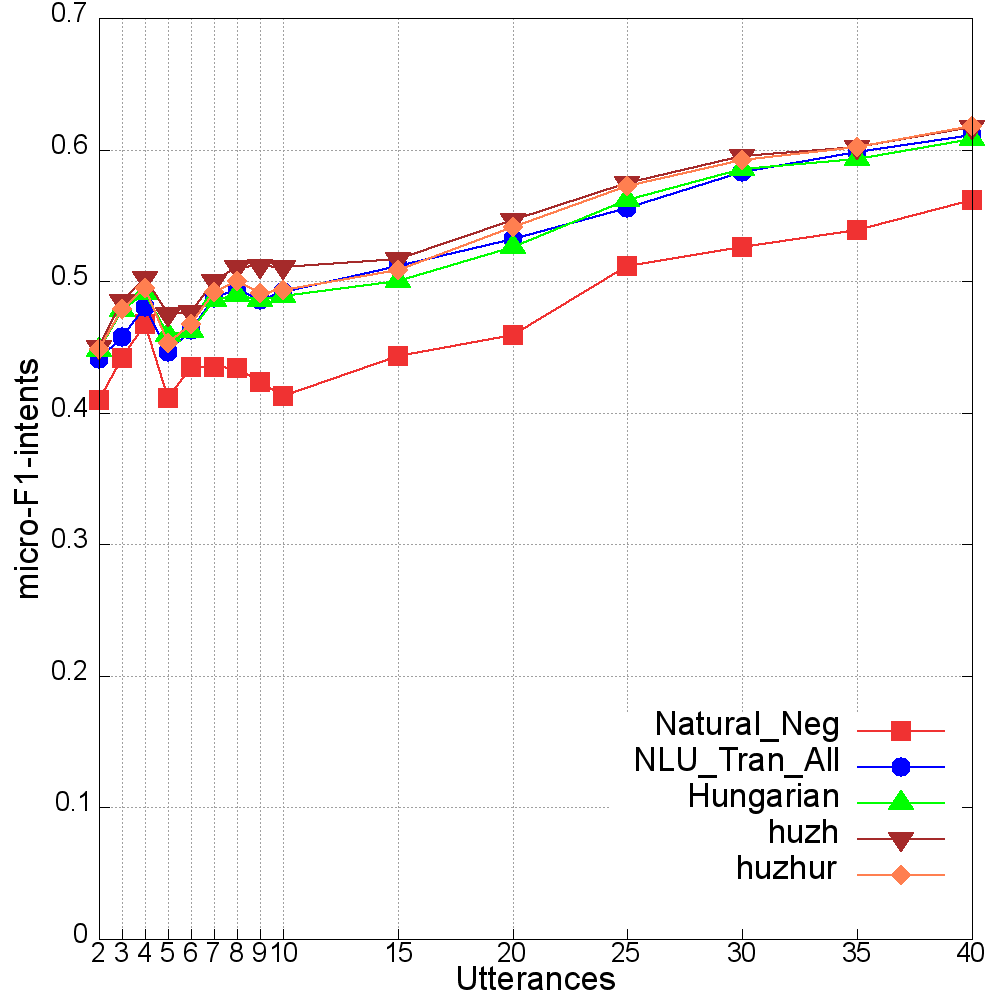 0.7
0.6
0.5
0.4
0.3
0.2
0.1
0
micro-F1-intents
Natural_Neg
NLU_Tran_All
Hungarian
huzh
huzhur
2 3 4 5 6 7 8 9 10 15 20 25 30 35 40
Utterances